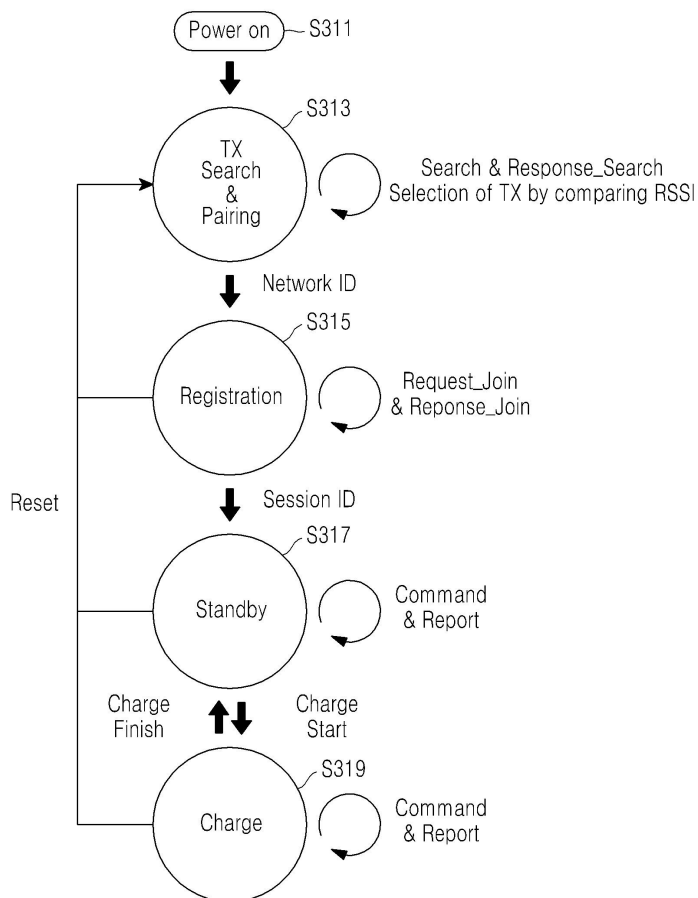 Power on
S311
S313
TX
Search
&
Pairing
Search & Response_Search
Selection of TX by comparing RSSI
Network ID
S315
Registration
Request_Join
& Reponse_Join
Reset
Session ID
S317
Standby
Command
& Report
Charge
Finish
Charge
Start
S319
Charge
Command
& Report